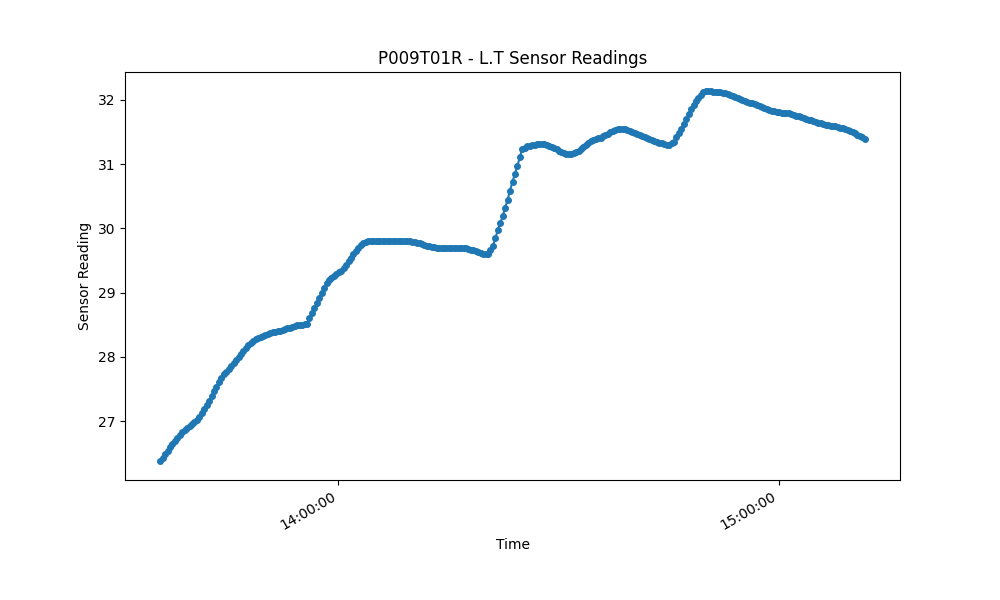 P009T01R - L.T Sensor Readings
Sensor Reading
32
31
30
29
28
27
14:00:00
15:00:00
Time